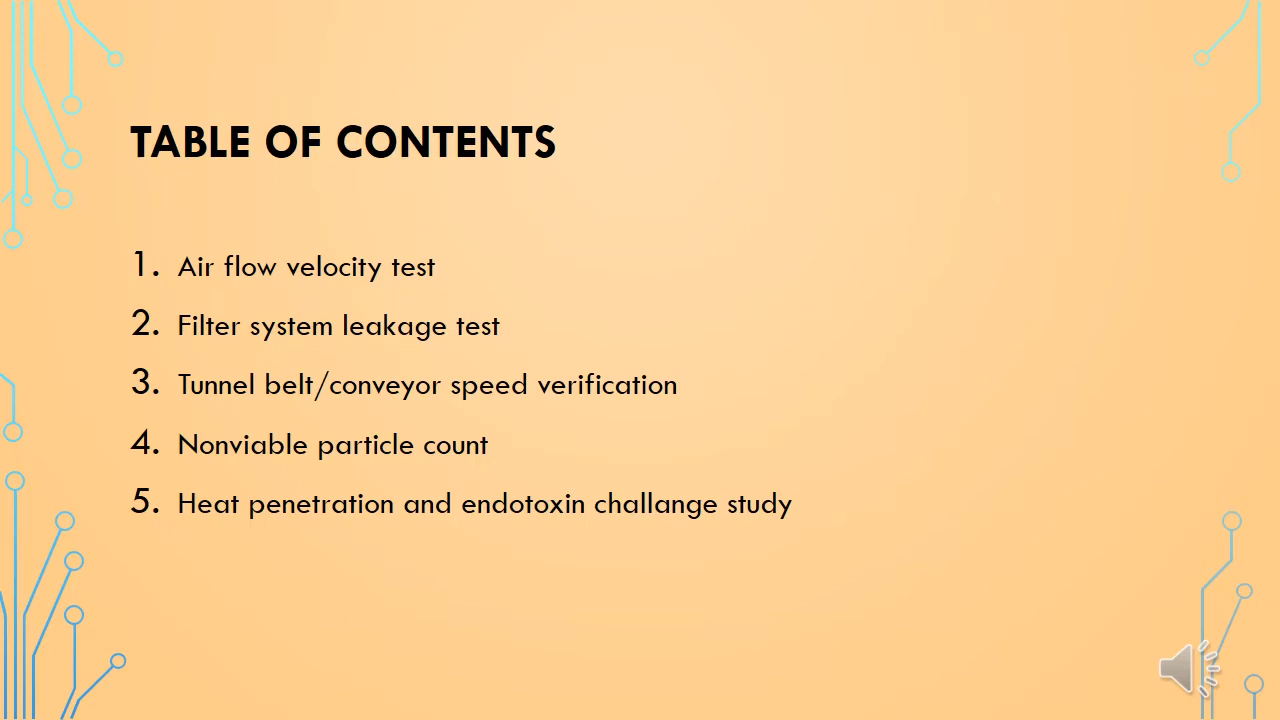 TABLE OF CONTENTS
1. Air flow velocity test
2. Filter system leakage test
3. Tunnel belt/conveyor speed verification
4. Nonviable particle count
5. Heat penetration and endotoxin challange study